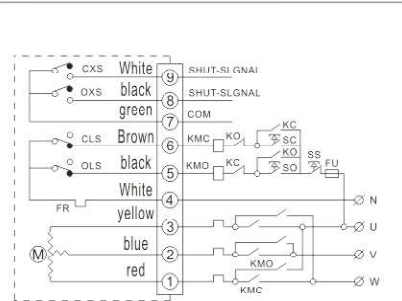 CXS White 9 SHUT-SLGNAL
OXS black 8 SHUT-SLGNAL
green 7 COM
CLS Brown 6 KMC KO KC SC
OLS black 5 KMO KC KO SO SS FU
White 4 N
FR
yellow 3 U
M blue 2 KMO V
red 1 KMC W